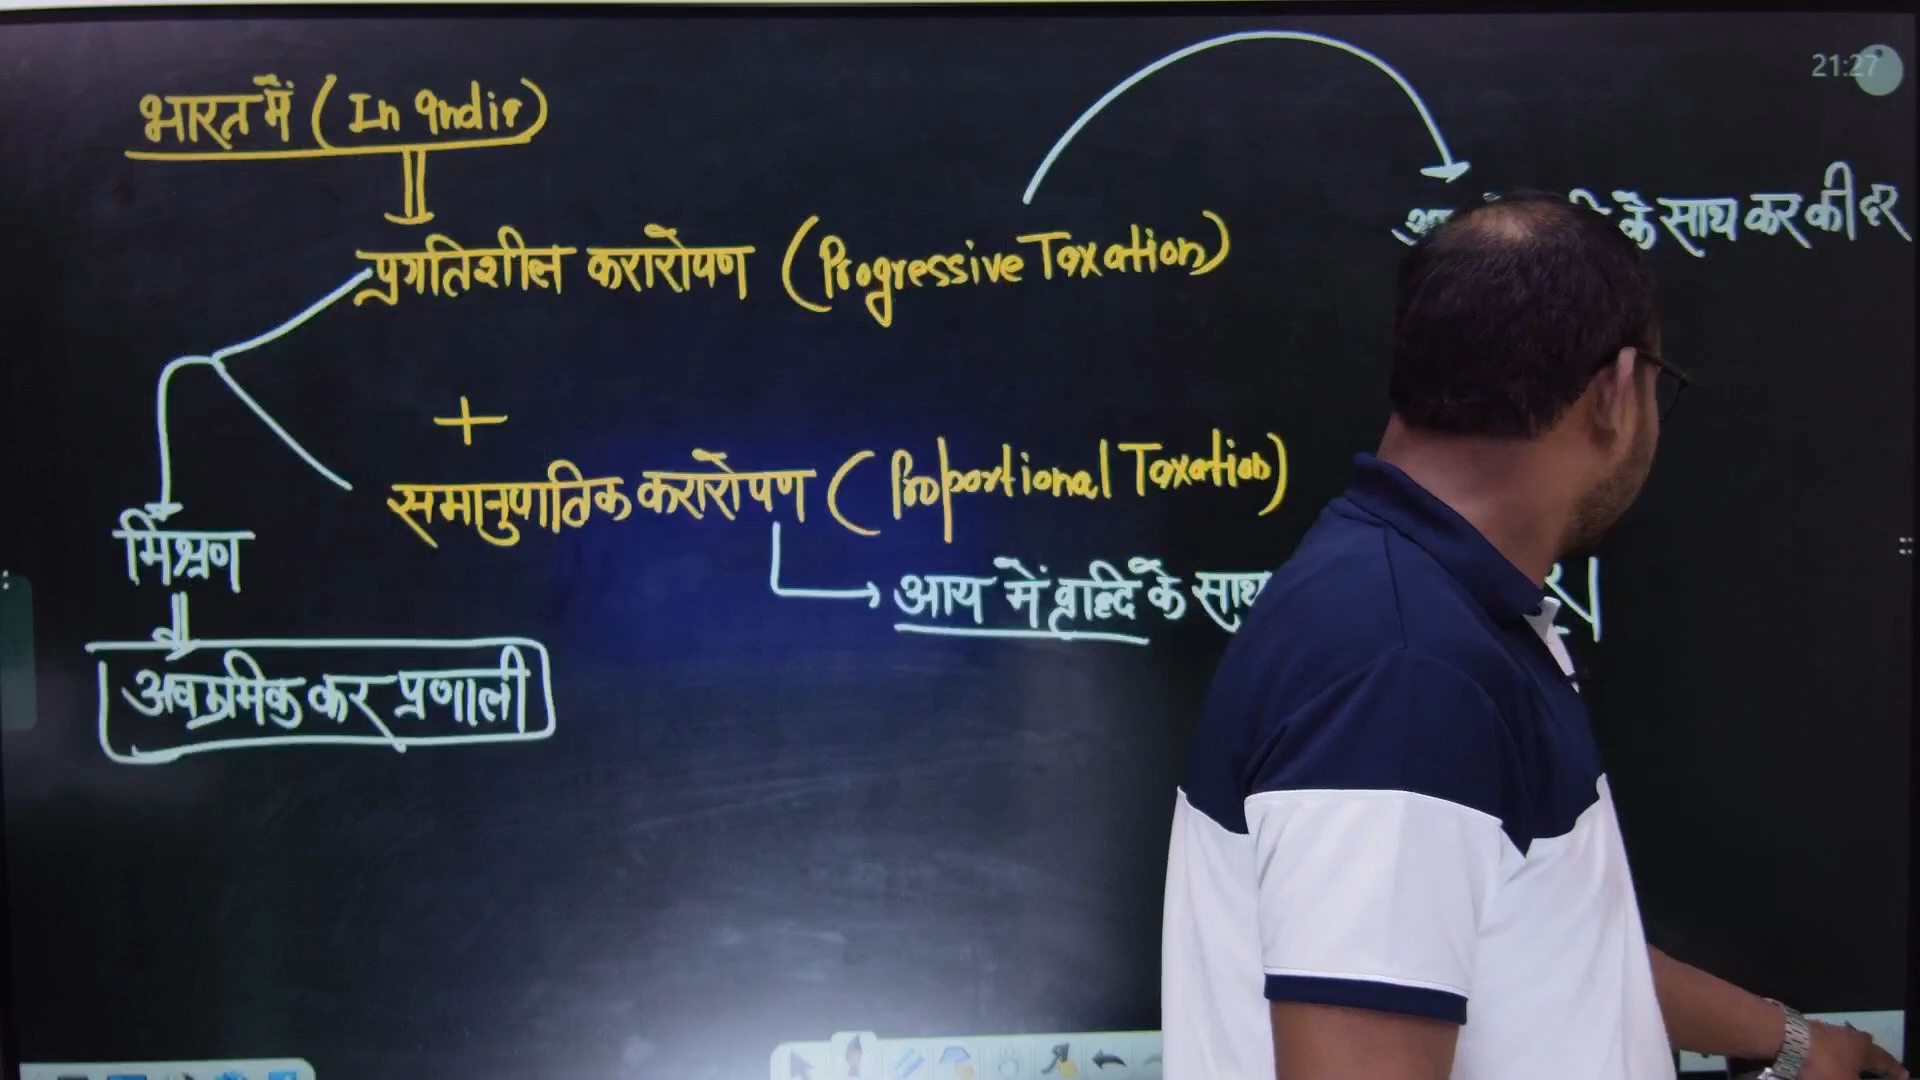 21:27
भारत में (In India)
के साथ कर की दर
प्रगतिशील करारोपण (Progressive Taxation)
+
समानुपातिक करारोपण (Proportional Taxation)
मिश्रण
आय में वृद्धि के साथ
अवक्रमिक कर प्रणाली